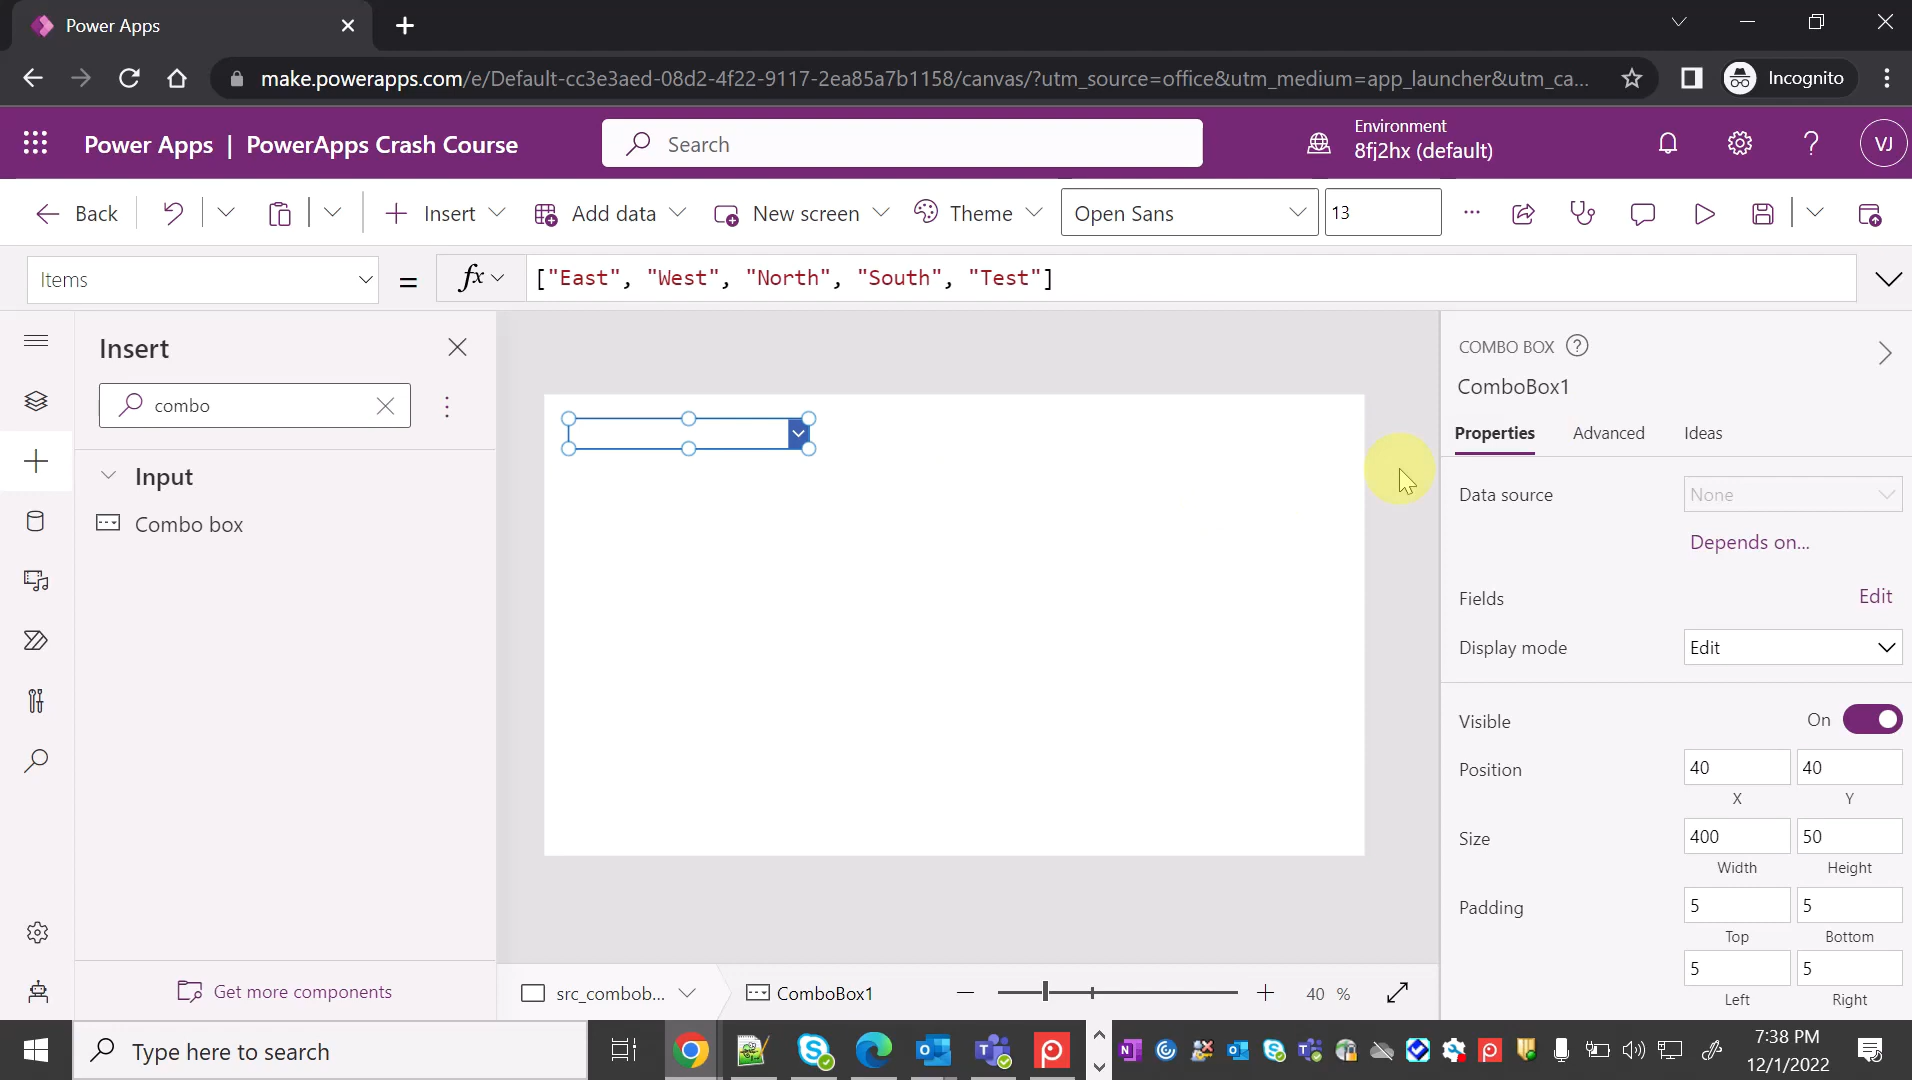 Power Apps
make.powerapps.com/e/Default-cc3e3aed-08d2-4f22-9117-2ea85a7b1158/canvas/?utm_source=office&utm_medium=app_launcher&utm_ca...
Incognito
Power Apps | PowerApps Crash Course
Search
Environment
8fj2hx (default)
VJ
Back
Insert
Add data
New screen
Theme
Open Sans
13
Items
=
fx
["East", "West", "North", "South", "Test"]
Insert
combo
Input
Combo box
Get more components
COMBO BOX
ComboBox1
Properties
Advanced
Ideas
Data source
None
Depends on...
Fields
Edit
Display mode
Edit
Visible
On
Position
40
40
X
Y
Size
400
50
Width
Height
Padding
5
5
Top
Bottom
5
5
Left
Right
src_combob...
ComboBox1
40 %
Type here to search
7:38 PM
12/1/2022